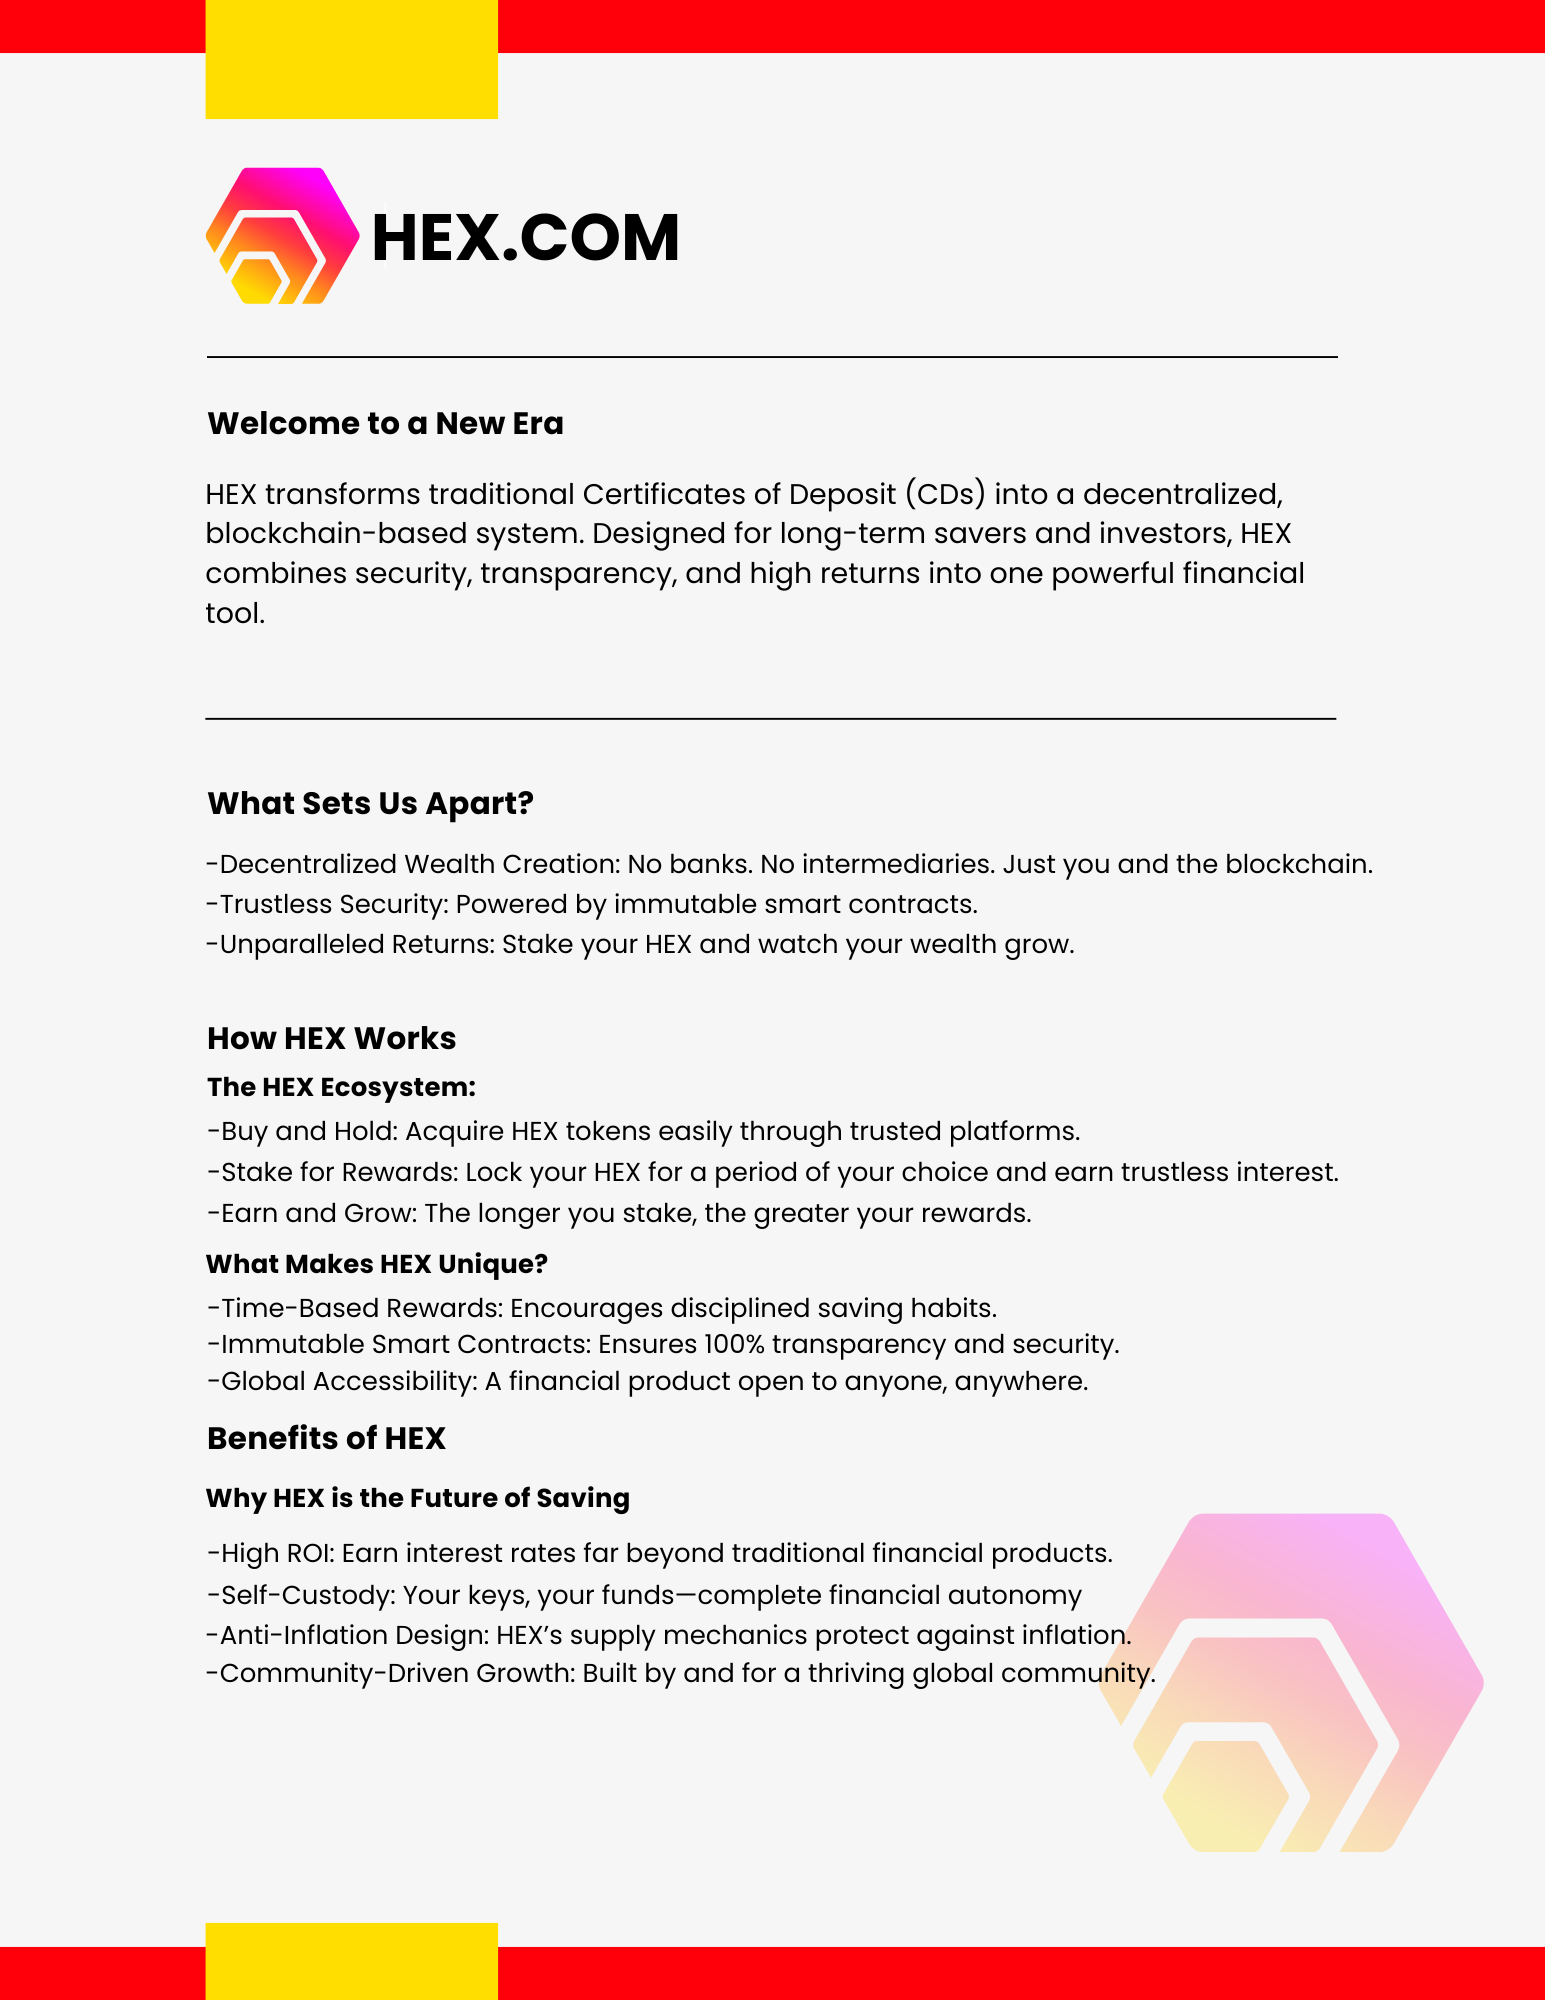 HEX.COM
Welcome to a New Era
HEX transforms traditional Certificates of Deposit (CDs) into a decentralized,
blockchain-based system. Designed for long-term savers and investors, HEX
combines security, transparency, and high returns into one powerful financial
tool.
What Sets Us Apart?
-Decentralized Wealth Creation: No banks. No intermediaries. Just you and the blockchain.
-Trustless Security: Powered by immutable smart contracts.
-Unparalleled Returns: Stake your HEX and watch your wealth grow.
How HEX Works
The HEX Ecosystem:
-Buy and Hold: Acquire HEX tokens easily through trusted platforms.
-Stake for Rewards: Lock your HEX for a period of your choice and earn trustless interest.
-Earn and Grow: The longer you stake, the greater your rewards.
What Makes HEX Unique?
-Time-Based Rewards: Encourages disciplined saving habits.
-Immutable Smart Contracts: Ensures 100% transparency and security.
-Global Accessibility: A financial product open to anyone, anywhere.
Benefits of HEX
Why HEX is the Future of Saving
-High ROI: Earn interest rates far beyond traditional financial products.
-Self-Custody: Your keys, your funds—complete financial autonomy
-Anti-Inflation Design: HEX’s supply mechanics protect against inflation.
-Community-Driven Growth: Built by and for a thriving global community.